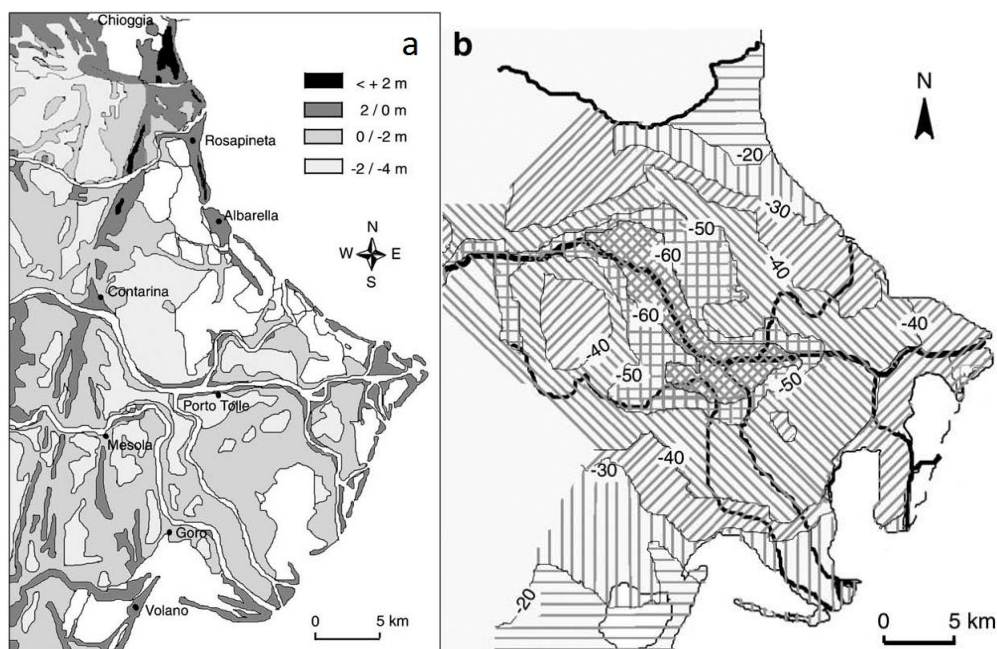 Chioggia
a
< + 2 m
2 / 0 m
0 / -2 m
-2 / -4 m
Rosapineta
Albarella
N
W E
S
Contarina
Porto Tolle
Mesola
Goro
Volano
0 5 km
b
N
-20
-30
-50
-60
-40
-60
-40
-40
-50
-50
-40
-30
-20
0 5 km